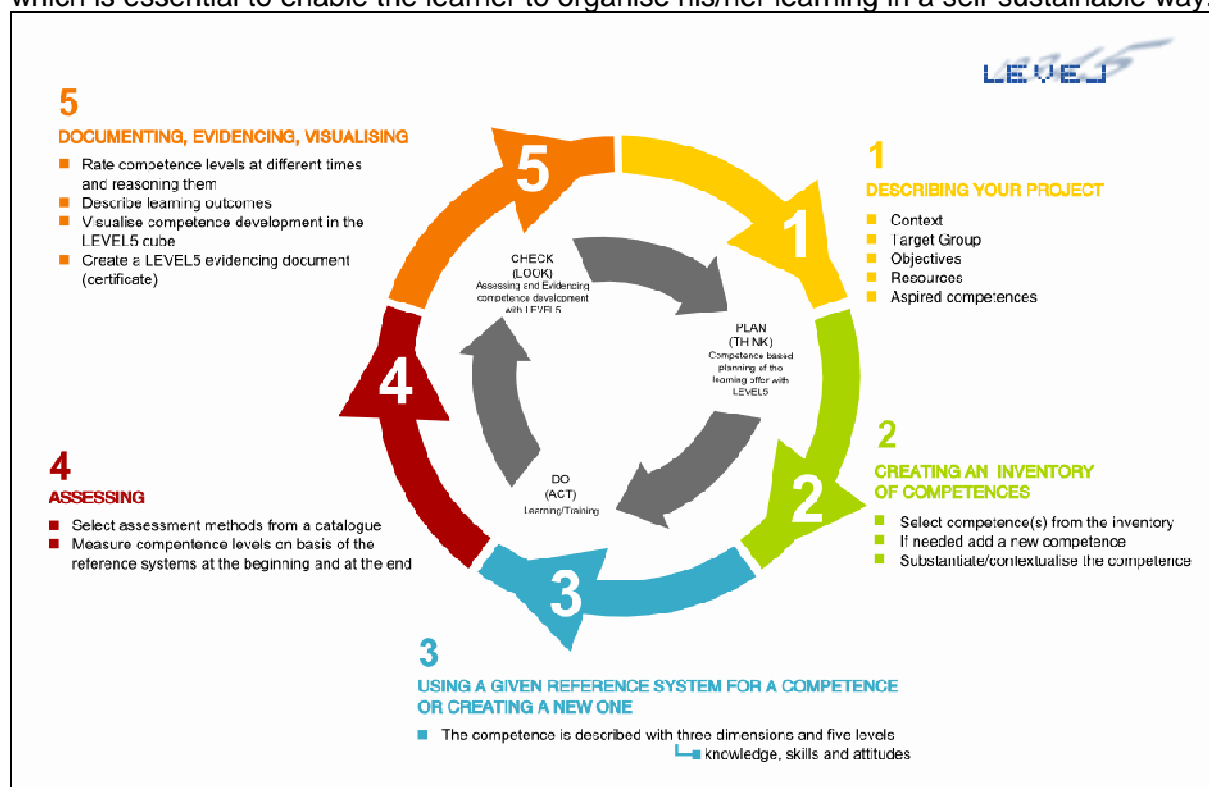 which is essential to enable the learner to organise his/her learning in a self sustainable way.
LEVEL5
5
DOCUMENTING, EVIDENCING, VISUALISING
Rate competence levels at different times
and reasoning them
Describe learning outcomes
Visualise competence development in the
LEVEL5 cube
Create a LEVEL5 evidencing document
(certificate)
1
DESCRIBING YOUR PROJECT
Context
Target Group
Objectives
Resources
Aspired competences
5
1
CHECK
(LOOK)
Assessing and Evidencing
competence development
with LEVEL5
PLAN
(THINK)
Competence based
planning of the
learning offer with
LEVEL5
4
2
DO
(ACT)
Learning/Training
3
2
CREATING AN INVENTORY
OF COMPETENCES
Select competence(s) from the inventory
If needed add a new competence
Substantiate/contextualise the competence
4
ASSESSING
Select assessment methods from a catalogue
Measure compentence levels on basis of the
reference systems at the beginning and at the end
3
USING A GIVEN REFERENCE SYSTEM FOR A COMPETENCE
OR CREATING A NEW ONE
The competence is described with three dimensions and five levels
knowledge, skills and attitudes